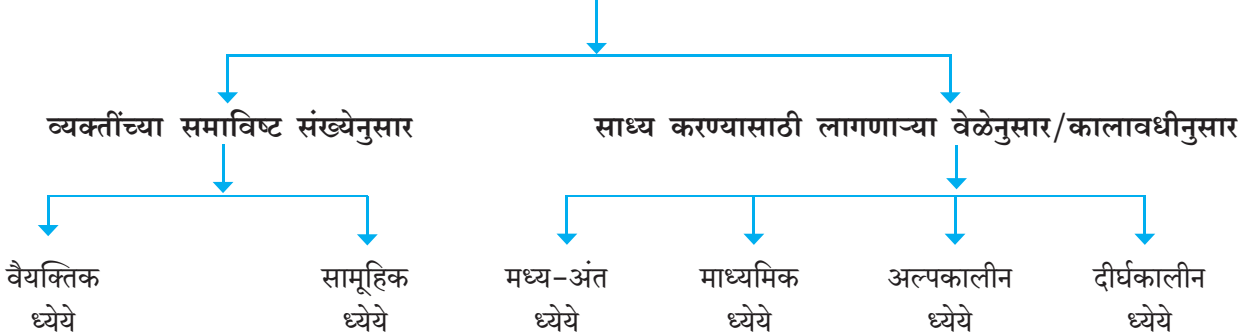 व्यक्तींच्या समाविष्ट संख्येनुसार साध्य करण्यासाठी लागणाऱ्या वेळेनुसार/कालावधीनुसार
वैयक्तिक सामूहिक मध्य-अंत माध्यमिक अल्पकालीन दीर्घकालीन
ध्येये ध्येये ध्येये ध्येये ध्येये ध्येये